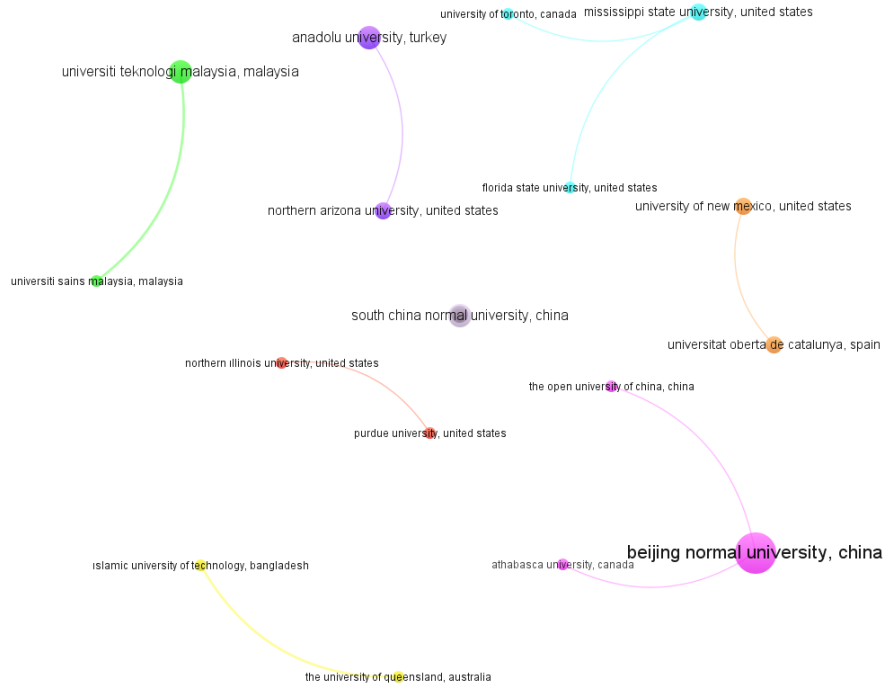 university of toronto, canada
mississippi state university, united states
anadolu university, turkey
universiti teknologi malaysia, malaysia
florida state university, united states
university of new mexico, united states
northern arizona university, united states
universiti sains malaysia, malaysia
south china normal university, china
universitat oberta de catalunya, spain
northern illinois university, united states
the open university of china, china
purdue university, united states
beijing normal university, china
athabasca university, canada
islamic university of technology, bangladesh
the university of queensland, australia